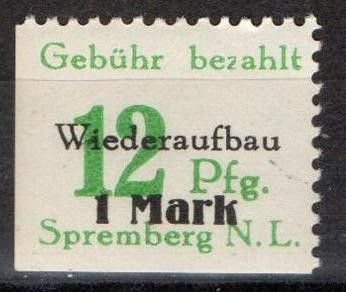 Gebühr bezahlt
Wiederaufbau
12 Pfg.
1 Mark
Spremberg N.L.